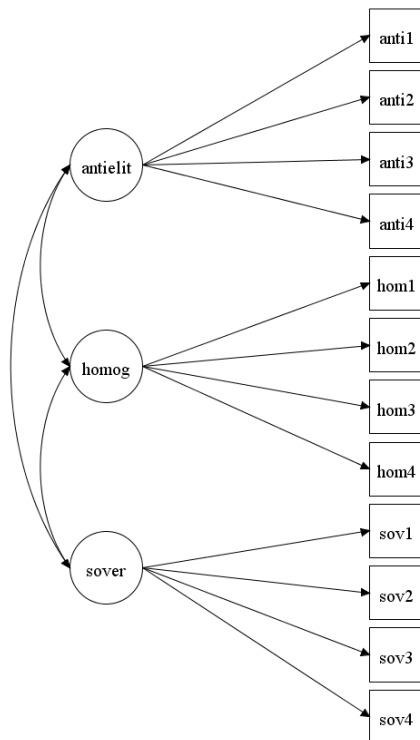 anti1
anti2
anti3
anti4
antielit
hom1
hom2
hom3
hom4
homog
sov1
sov2
sov3
sov4
sover